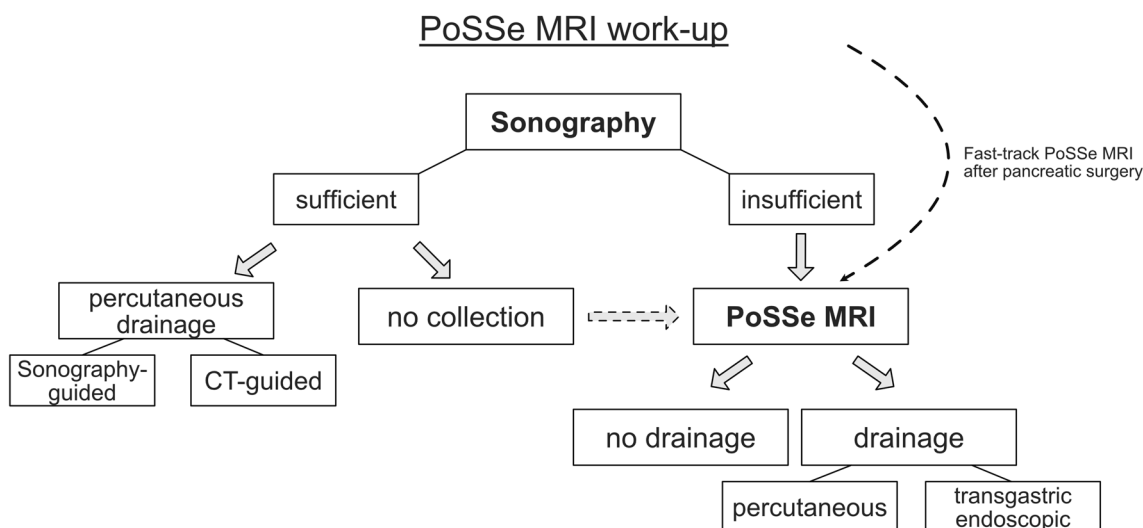 PoSSe MRI work-up
Sonography
Fast-track PoSSe MRI
after pancreatic surgery
sufficient
insufficient
percutaneous
drainage
no collection
PoSSe MRI
Sonography-
guided
CT-guided
no drainage
drainage
percutaneous
transgastric
endoscopic